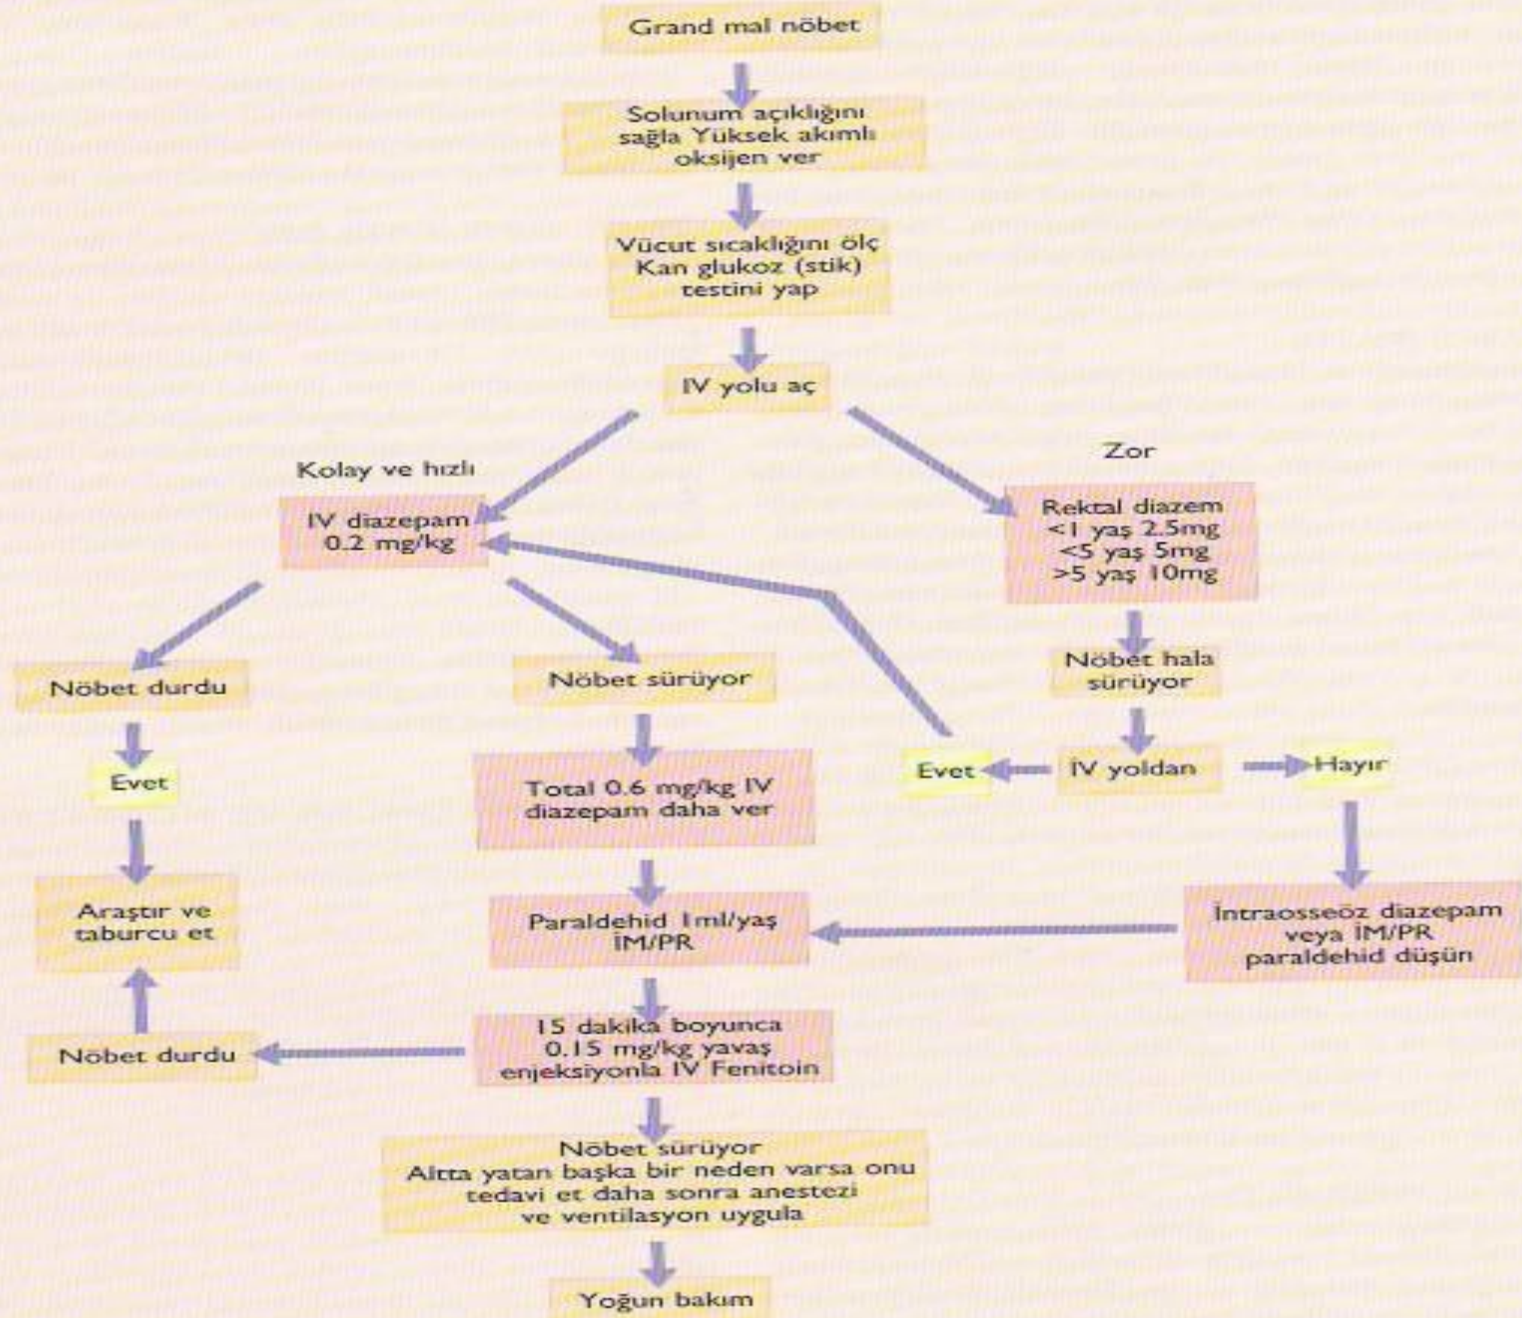 Grand mal nöbet
Solunum açıklığını
sağla Yüksek akımlı
oksijen ver
Vücut sıcaklığını ölç
Kan glukoz (stik)
testini yap
IV yolu aç
Kolay ve hızlı
IV diazepam
0.2 mg/kg
Zor
Rektal diazem
<1 yaş 2.5mg
<5 yaş 5mg
>5 yaş 10mg
Nöbet durdu
Nöbet sürüyor
Nöbet hala
sürüyor
Evet
Total 0.6 mg/kg IV
diazepam daha ver
Evet
İV yoldan
Hayır
Araştır ve
taburcu et
Paraldehid 1ml/yaş
İM/PR
İntraosseöz diazepam
veya İM/PR
paraldehid düşün
Nöbet durdu
15 dakika boyunca
0.15 mg/kg yavaş
enjeksiyonla IV Fenitoin
Nöbet sürüyor
Altta yatan başka bir neden varsa onu
tedavi et daha sonra anestezi
ve ventilasyon uygula
Yoğun bakım